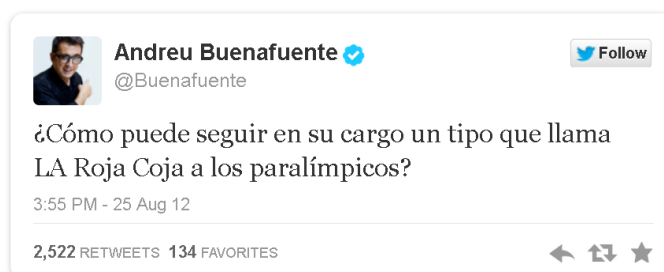 Andreu Buenafuente
Follow
@Buenafuente
¿Cómo puede seguir en su cargo un tipo que llama
LA Roja Coja a los paralímpicos?
3:55 PM - 25 Aug 12
2,522 RETWEETS 134 FAVORITES